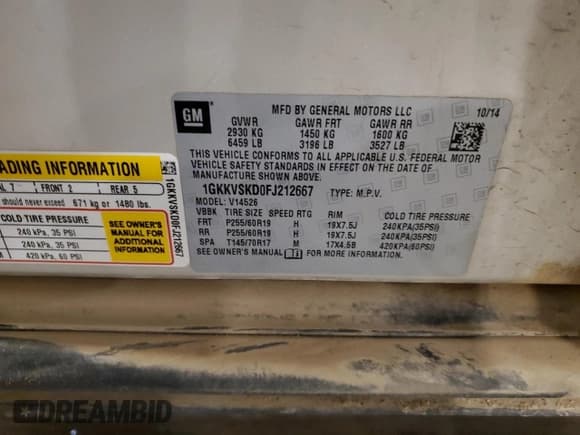 GM
MFD BY GENERAL MOTORS LLC 10/14
GVWR GAWR FRT GAWR RR
2930 KG 1450 KG 1600 KG
6459 LB 3196 LB 3527 LB
THIS VEHICLE CONFORMS TO ALL APPLICABLE U.S. FEDERAL MOTOR
VEHICLE SAFETY STANDARDS IN EFFECT ON THE DATE OF
MANUFACTURE SHOWN ABOVE.
1GKKVSKD0FJ212667 TYPE: M.P.V.
MODEL: V14526
VBBK TIRE SIZE SPEED RTG RIM COLD TIRE PRESSURE
FRT P255/60R19 H 19X7.5J 240KPA(35PSI)
RR P255/60R19 H 19X7.5J 240KPA(35PSI)
SPA T145/70R17 M 17X4.5B 420KPA(60PSI)
SEE OWNER'S MANUAL i FOR MORE INFORMATION.
ADING INFORMATION
FRONT 2 REAR 5
should never exceed 671 kg or 1480 lbs.
COLD TIRE PRESSURE
240 kPa, 35 PSI
240 kPa, 35 PSI
M 420 kPa, 60 PSI
SEE OWNER'S
MANUAL FOR
ADDITIONAL
INFORMATION
1GKKVSKD0FJ212667
DREAMBID